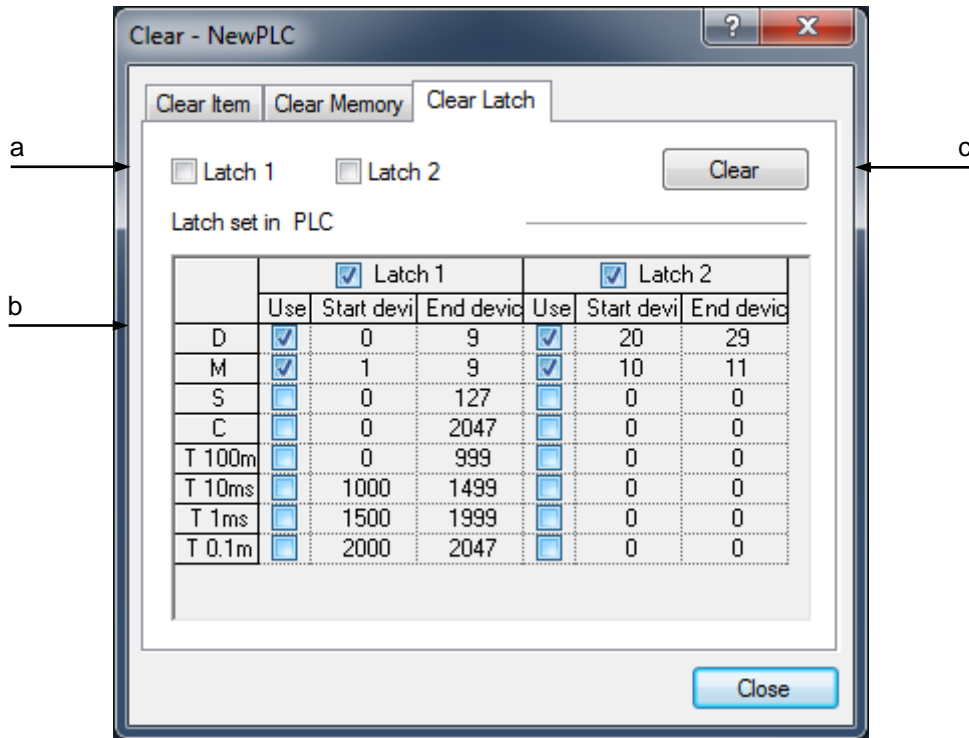 Clear - NewPLC
Clear Item Clear Memory Clear Latch
a
c
Latch 1 Latch 2 Clear
Latch set in PLC
Latch 1 Latch 2
b
Use Start devi End devic Use Start devi End devic
D 0 9 20 29
M 1 9 10 11
S 0 127 0 0
C 0 2047 0 0
T 100m 0 999 0 0
T 10ms 1000 1499 0 0
T 1ms 1500 1999 0 0
T 0.1m 2000 2047 0 0
Close